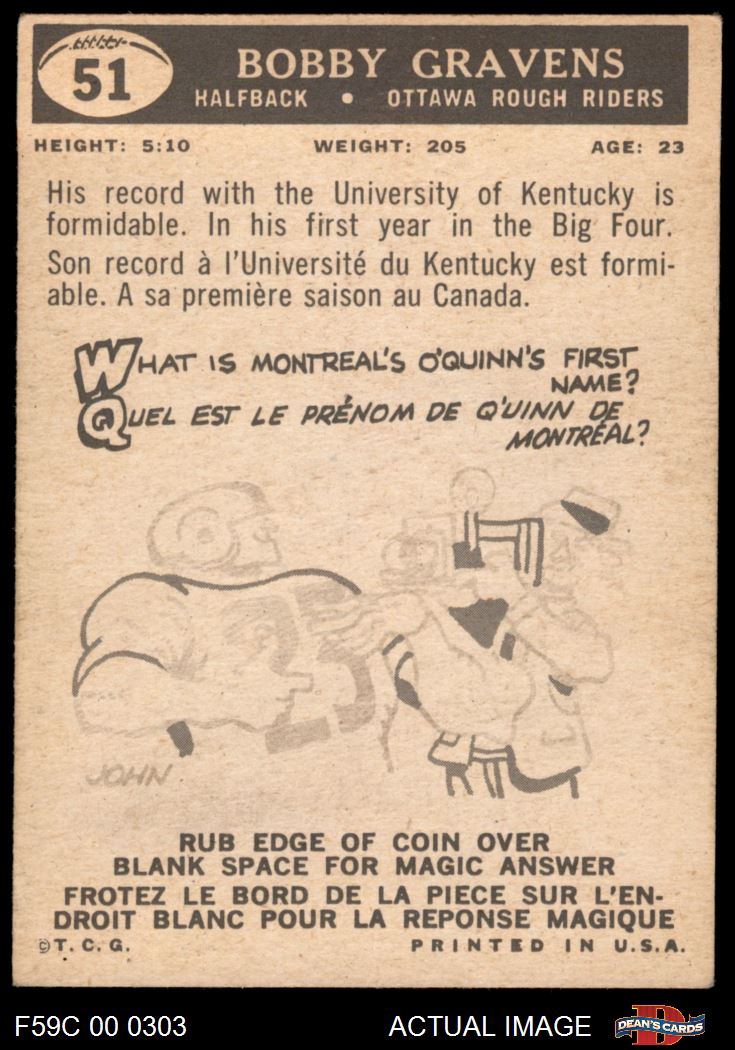 51
BOBBY GRAVENS
HALFBACK • OTTAWA ROUGH RIDERS
HEIGHT: 5:10 WEIGHT: 205 AGE: 23
His record with the University of Kentucky is
formidable. In his first year in the Big Four.
Son record à l'Université du Kentucky est formi-
able. A sa première saison au Canada.
WHAT IS MONTREAL'S O'QUINN'S FIRST
NAME?
QUEL EST LE PRÉNOM DE Q'UINN DE
MONTRÉAL?
JOHN
RUB EDGE OF COIN OVER
BLANK SPACE FOR MAGIC ANSWER
FROTEZ LE BORD DE LA PIECE SUR L'EN-
DROIT BLANC POUR LA REPONSE MAGIQUE
©T.C.G. PRINTED IN U.S.A.
F59C 00 0303 ACTUAL IMAGE DEAN'S CARDS